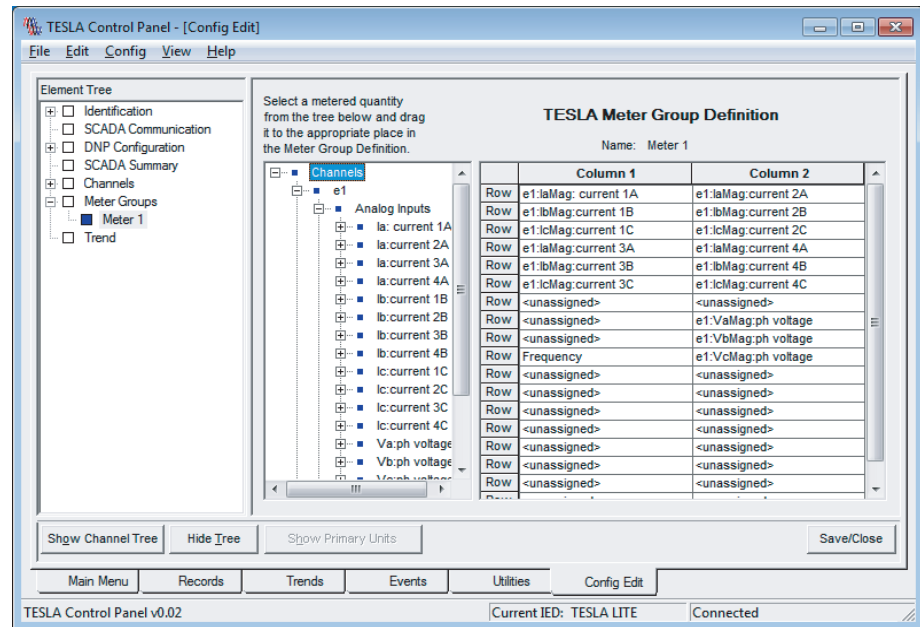 TESLA Control Panel - [Config Edit]
File Edit Config View Help
Element Tree
Identification
SCADA Communication
DNP Configuration
SCADA Summary
Channels
Meter Groups
Meter 1
Trend
Select a metered quantity
from the tree below and drag
it to the appropriate place in
the Meter Group Definition.
Channels
e1
Analog Inputs
Ia: current 1A
Ia:current 2A
Ia:current 3A
Ia:current 4A
Ib:current 1B
Ib:current 2B
Ib:current 3B
Ib:current 4B
Ic:current 1C
Ic:current 2C
Ic:current 3C
Ic:current 4C
Va:ph voltage
Vb:ph voltage
TESLA Meter Group Definition
Name: Meter 1
Column 1 Column 2
Row e1:IaMag: current 1A e1:IaMag:current 2A
Row e1:IbMag:current 1B e1:IbMag:current 2B
Row e1:IcMag:current 1C e1:IcMag:current 2C
Row e1:IaMag:current 3A e1:IaMag:current 4A
Row e1:IbMag:current 3B e1:IbMag:current 4B
Row e1:IcMag:current 3C e1:IcMag:current 4C
Row <unassigned> <unassigned>
Row <unassigned> e1:VaMag:ph voltage
Row <unassigned> e1:VbMag:ph voltage
Row Frequency e1:VcMag:ph voltage
Row <unassigned> <unassigned>
Row <unassigned> <unassigned>
Row <unassigned> <unassigned>
Row <unassigned> <unassigned>
Row <unassigned> <unassigned>
Row <unassigned> <unassigned>
Row <unassigned> <unassigned>
Show Channel Tree Hide Tree Show Primary Units Save/Close
Main Menu Records Trends Events Utilities Config Edit
TESLA Control Panel v0.02 Current IED: TESLA LITE Connected